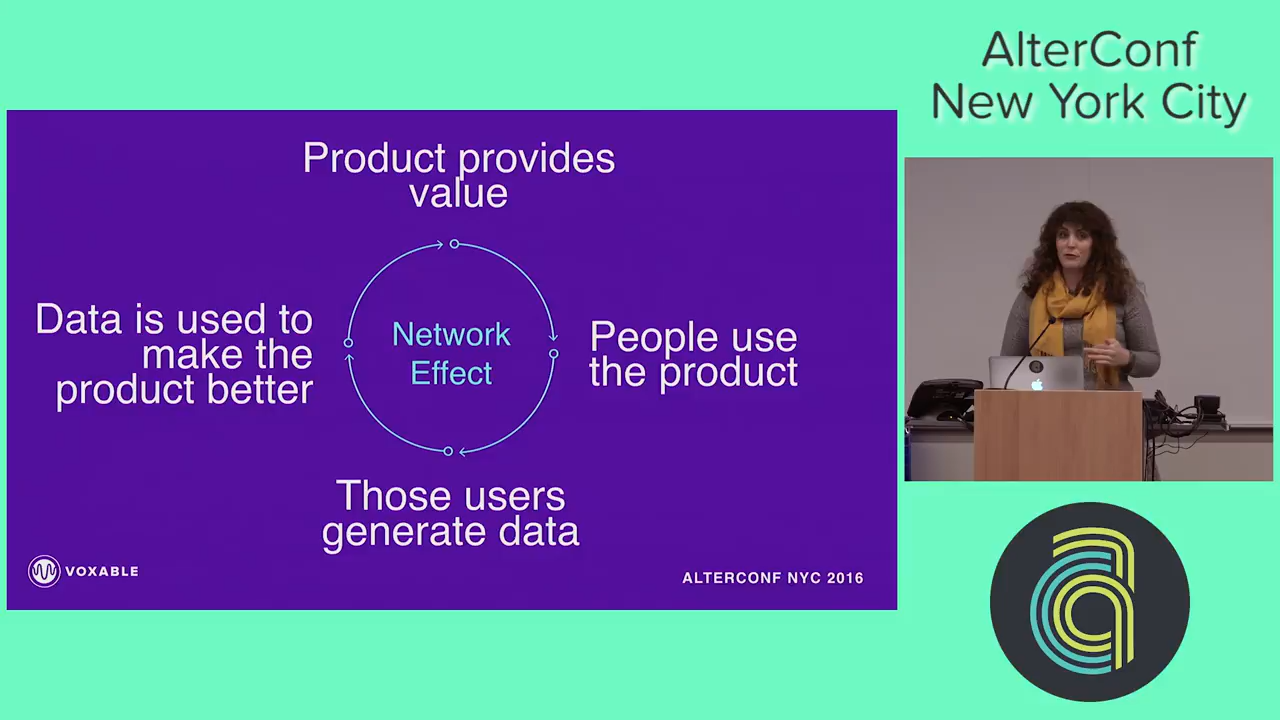 AlterConf
New York City
Product provides
value
Data is used to
make the
product better
Network
Effect
People use
the product
Those users
generate data
VOXABLE
ALTERCONF NYC 2016